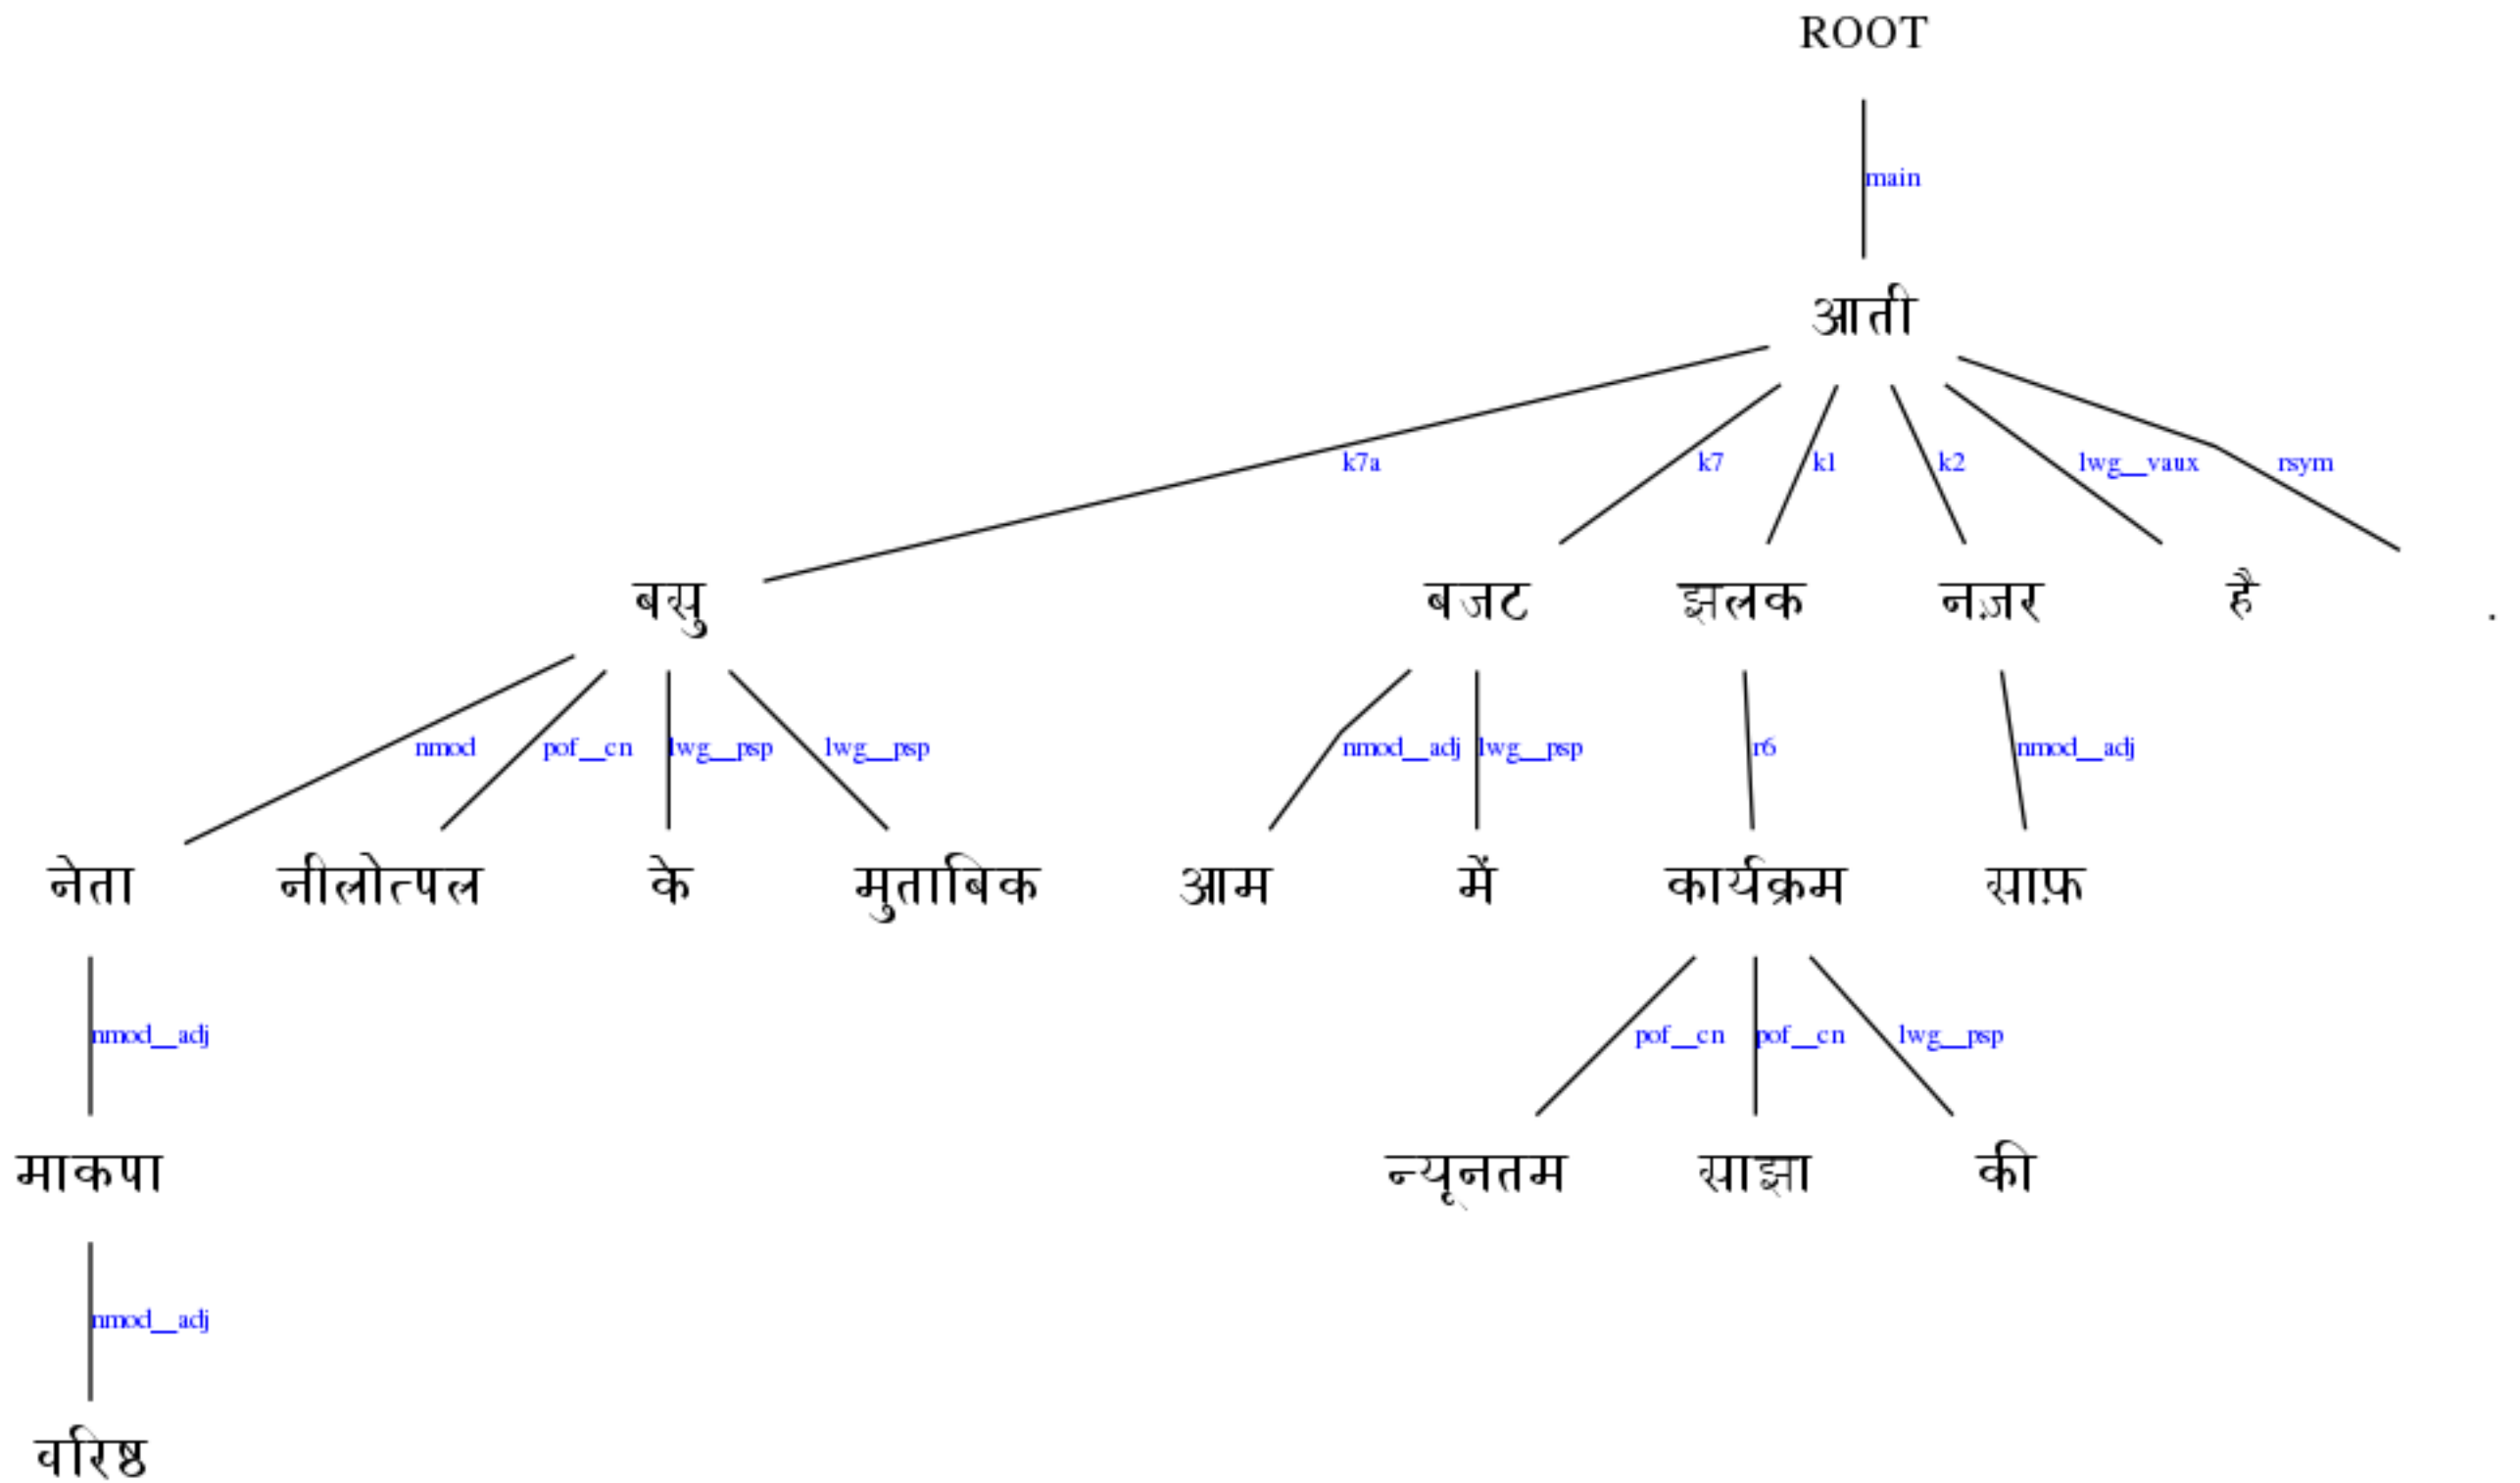 ROOT
main
आती
k7a k7 k1 k2 lwg__vaux rsym
बसु बजट झलक नज़र है .
nmod pof__cn lwg__psp lwg__psp nmod__adj lwg__psp r6 nmod__adj
नेता नीलोत्पल के मुताबिक आम में कार्यक्रम साफ़
nmod__adj pof__cn pof__cn lwg__psp
माकपा न्यूनतम साझा की
nmod__adj
वरिष्ठ